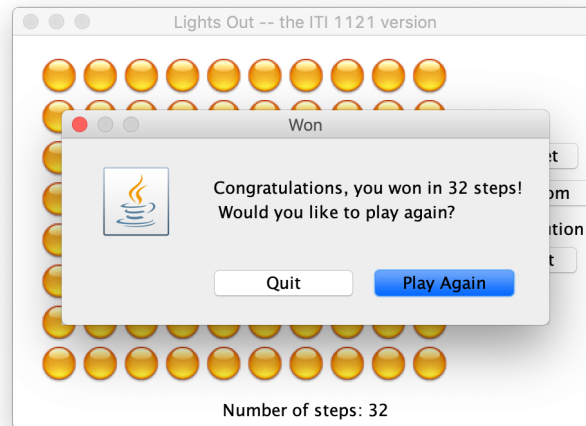 Lights Out -- the ITI 1121 version
Won
Congratulations, you won in 32 steps!
Would you like to play again?
Quit
Play Again
Number of steps: 32